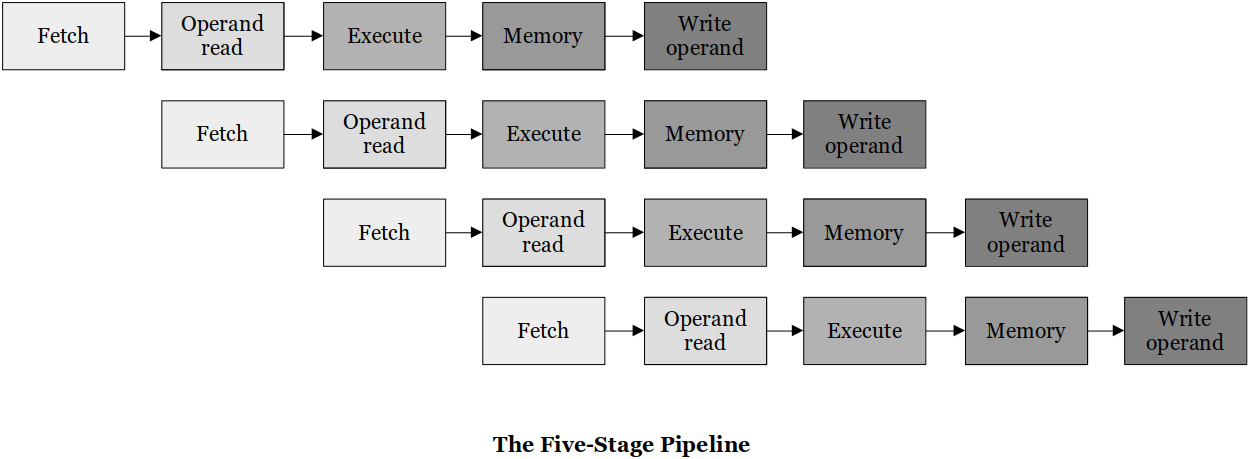 Fetch
Operand
read
Execute
Memory
Write
operand
Fetch
Operand
read
Execute
Memory
Write
operand
Fetch
Operand
read
Execute
Memory
Write
operand
Fetch
Operand
read
Execute
Memory
Write
operand
The Five-Stage Pipeline